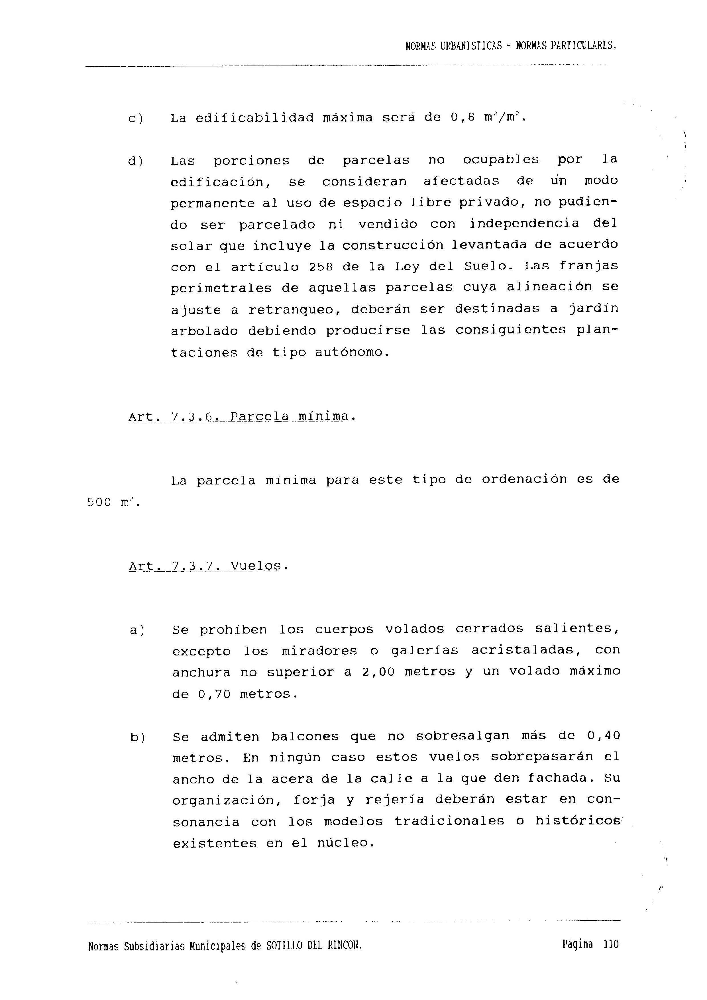 NORMAS URBANISTICAS - NORMAS PARTICULARES.
c) La edificabilidad máxima será de 0,8 m²/m².
d) Las porciones de parcelas no ocupables por la
edificación, se consideran afectadas de un modo
permanente al uso de espacio libre privado, no pudien-
do ser parcelado ni vendido con independencia del
solar que incluye la construcción levantada de acuerdo
con el artículo 258 de la Ley del Suelo. Las franjas
perimetrales de aquellas parcelas cuya alineación se
ajuste a retranqueo, deberán ser destinadas a jardín
arbolado debiendo producirse las consiguientes plan-
taciones de tipo autónomo.
Art. 7.3.6. Parcela mínima.
La parcela mínima para este tipo de ordenación es de
500 m².
Art. 7.3.7. Vuelos.
a) Se prohíben los cuerpos volados cerrados salientes,
excepto los miradores o galerías acristaladas, con
anchura no superior a 2,00 metros y un volado máximo
de 0,70 metros.
b) Se admiten balcones que no sobresalgan más de 0,40
metros. En ningún caso estos vuelos sobrepasarán el
ancho de la acera de la calle a la que den fachada. Su
organización, forja y rejería deberán estar en con-
sonancia con los modelos tradicionales o históricos
existentes en el núcleo.
Normas Subsidiarias Municipales de SOTILLO DEL RINCON. Página 110